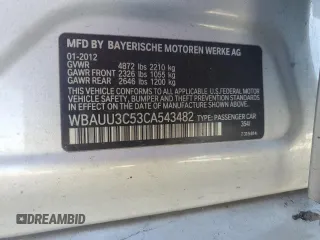 MFD BY BAYERISCHE MOTOREN WERKE AG
01-2012
GVWR 4872 lbs 2210 kg
GAWR FRONT 2326 lbs 1055 kg
GAWR REAR 2646 lbs 1200 kg
THIS VEHICLE CONFORMS TO ALL APPLICABLE U.S. FEDERAL MOTOR
VEHICLE SAFETY, BUMPER AND THEFT PREVENTION STANDARDS
IN EFFECT ON THE DATE OF MANUFACTURE SHOWN ABOVE.
WBAUU3C53CA543482 TYPE: PASSENGER CAR
DREAMBID